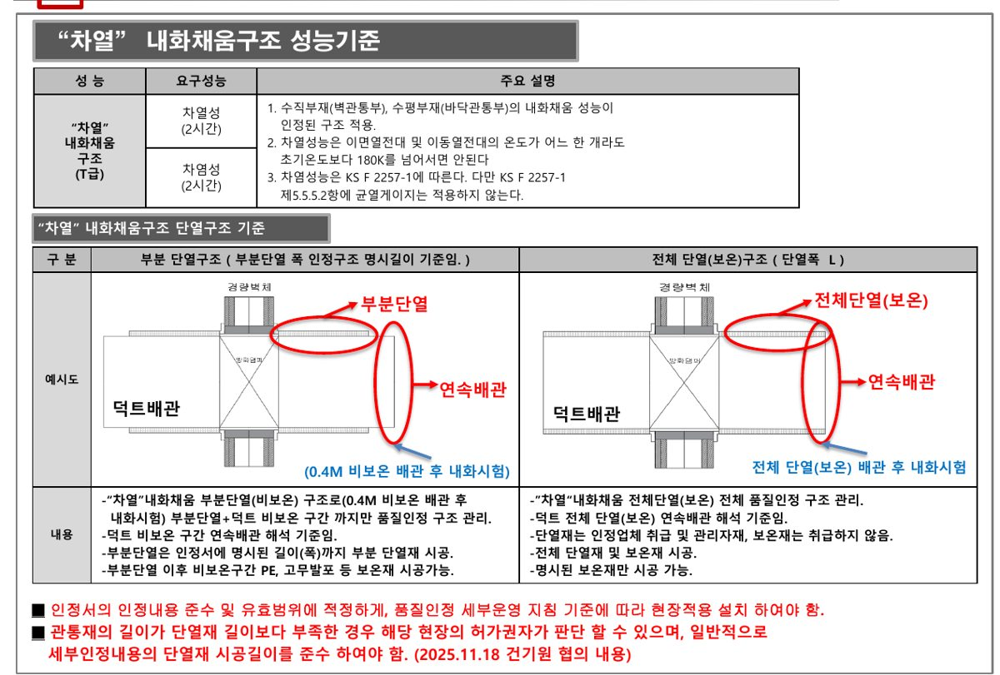 “차열” 내화채움구조 성능기준
성 능
요구성능
주요 설명
“차열”
내화채움
구조
(T급)
차열성
(2시간)
차염성
(2시간)
1. 수직부재(벽관통부), 수평부재(바닥관통부)의 내화채움 성능이
인정된 구조 적용.
2. 차열성능은 이면열전대 및 이동열전대의 온도가 어느 한 개라도
초기온도보다 180K를 넘어서면 안된다
3. 차염성능은 KS F 2257-1에 따른다. 다만 KS F 2257-1
제5.5.5.2항에 균열게이지는 적용하지 않는다.
“차열” 내화채움구조 단열구조 기준
구 분
부분 단열구조 ( 부분단열 폭 인정구조 명시길이 기준임. )
전체 단열(보온)구조 ( 단열폭 L )
예시도
경량벽체
부분단열
방화댐퍼
연속배관
덕트배관
(0.4M 비보온 배관 후 내화시험)
경량벽체
전체단열(보온)
방화댐퍼
연속배관
덕트배관
전체 단열(보온) 배관 후 내화시험
내용
-“차열”내화채움 부분단열(비보온) 구조로(0.4M 비보온 배관 후
내화시험) 부분단열+덕트 비보온 구간 까지만 품질인정 구조 관리.
-덕트 비보온 구간 연속배관 해석 기준임.
-부분단열은 인정서에 명시된 길이(폭)까지 부분 단열재 시공.
-부분단열 이후 비보온구간 PE, 고무발포 등 보온재 시공가능.
-”차열“내화채움 전체단열(보온) 전체 품질인정 구조 관리.
-덕트 전체 단열(보온) 연속배관 해석 기준임.
-단열재는 인정업체 취급 및 관리자재, 보온재는 취급하지 않음.
-전체 단열재 및 보온재 시공.
-명시된 보온재만 시공 가능.
■ 인정서의 인정내용 준수 및 유효범위에 적정하게, 품질인정 세부운영 지침 기준에 따라 현장적용 설치 하여야 함.
■ 관통재의 길이가 단열재 길이보다 부족한 경우 해당 현장의 허가권자가 판단 할 수 있으며, 일반적으로
세부인정내용의 단열재 시공길이를 준수 하여야 함. (2025.11.18 건기원 협의 내용)